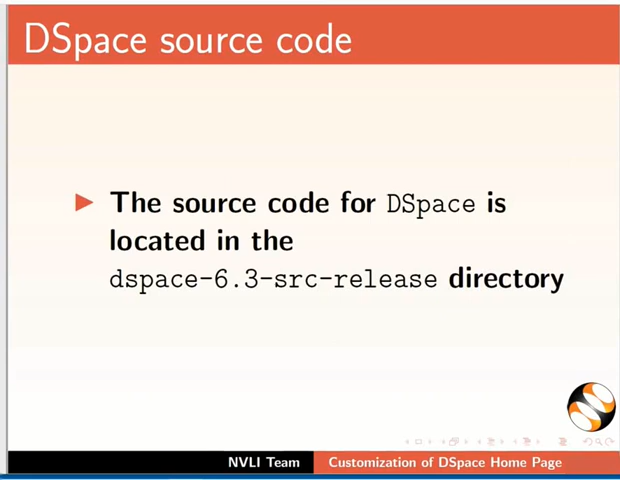 DSpace source code
The source code for DSpace is
located in the
dspace-6.3-src-release directory
NVLI Team
Customization of DSpace Home Page